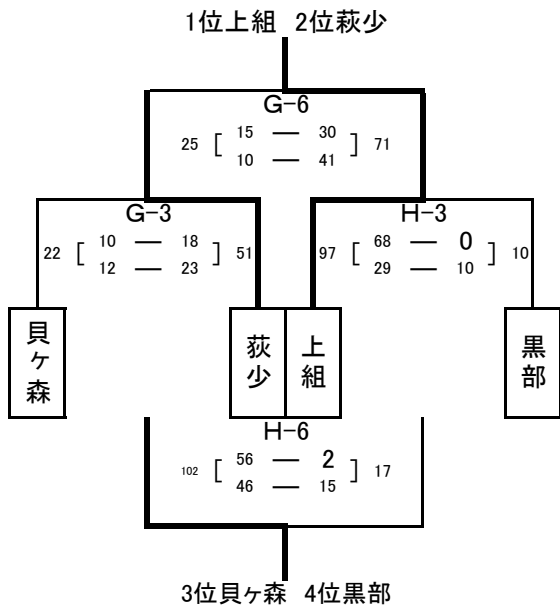 1位上組 2位萩少
G-6
25 [ 15 — 30 ] 71
10 — 41
G-3
22 [ 10 — 18 ] 51
12 — 23
H-3
97 [ 68 — 0 ] 10
29 — 10
貝ヶ森
荻少
上組
黒部
H-6
102 [ 56 — 2 ] 17
46 — 15
3位貝ヶ森 4位黒部